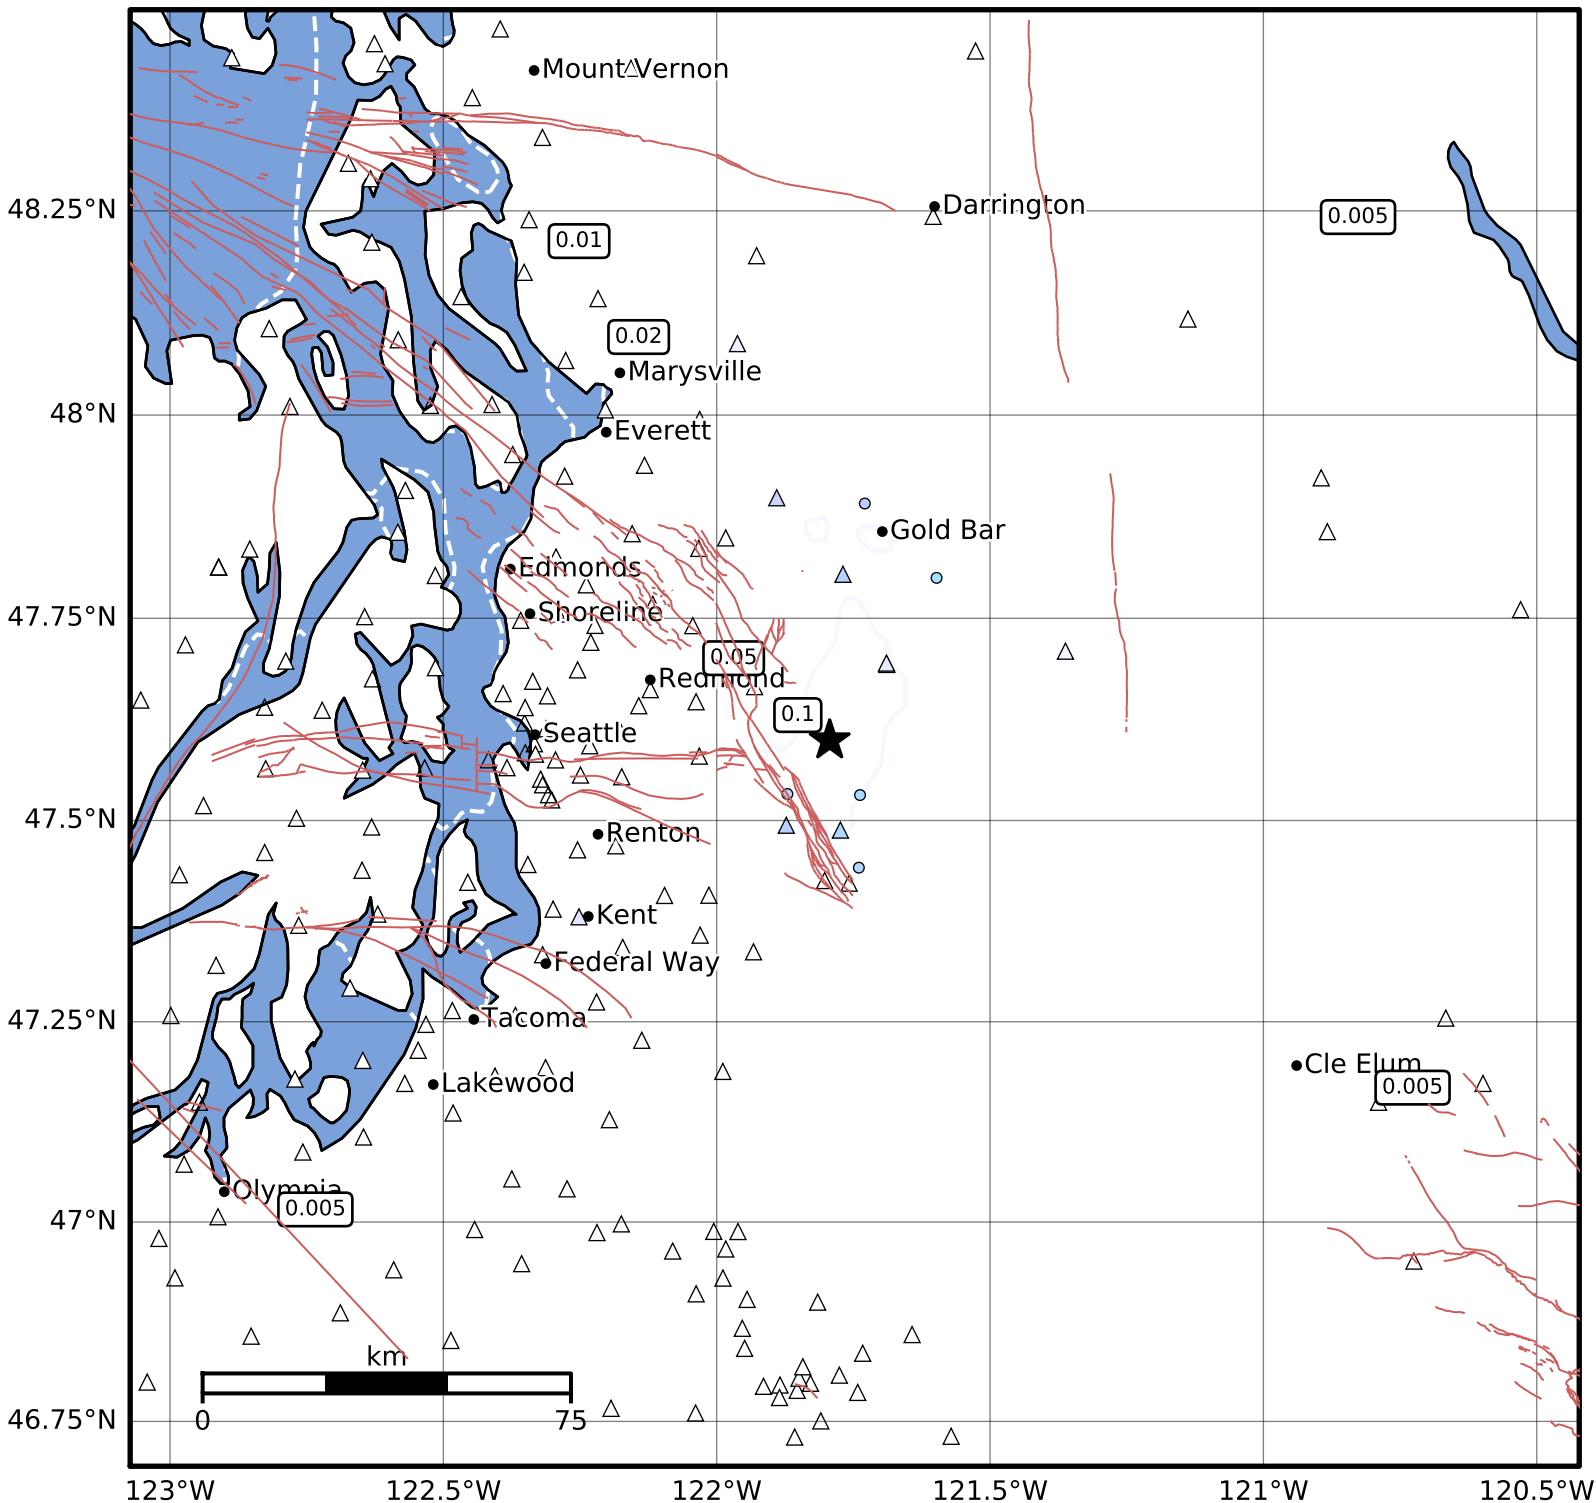 Mount Vernon
Darrington
48.25°N
0.005
0.01
0.02
Marysville
48°N
Everett
Gold Bar
Edmonds
Shoreline
47.75°N
0.05
Redmond
0.1
Seattle
47.5°N
Renton
Kent
Federal Way
47.25°N
Tacoma
Cle Elum
0.005
Lakewood
Olympia
0.005
47°N
km
0 75
46.75°N
123°W 122.5°W 122°W 121.5°W 121°W 120.5°W